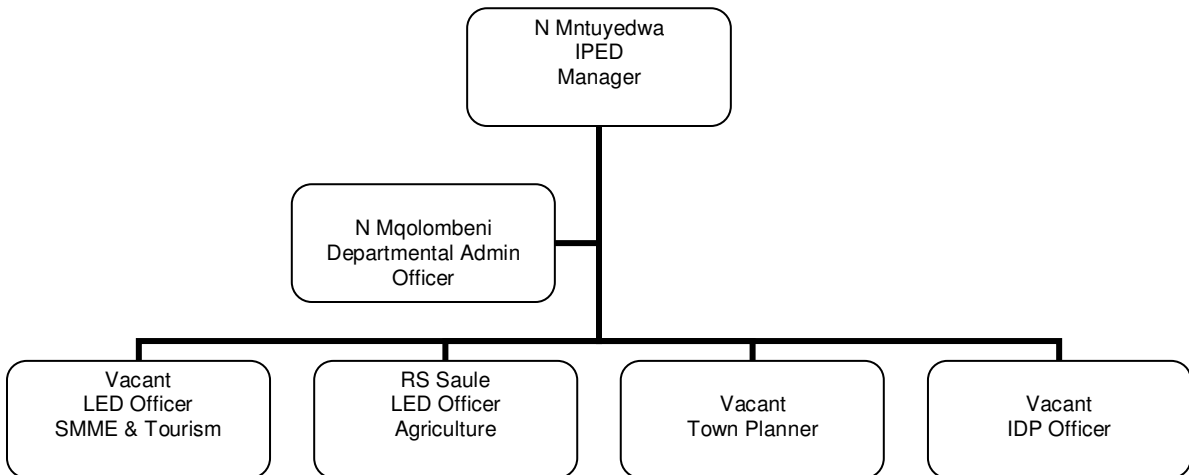 N Mntuyedwa
IPED
Manager
N Mqolombeni
Departmental Admin
Officer
Vacant
LED Officer
SMME & Tourism
RS Saule
LED Officer
Agriculture
Vacant
Town Planner
Vacant
IDP Officer